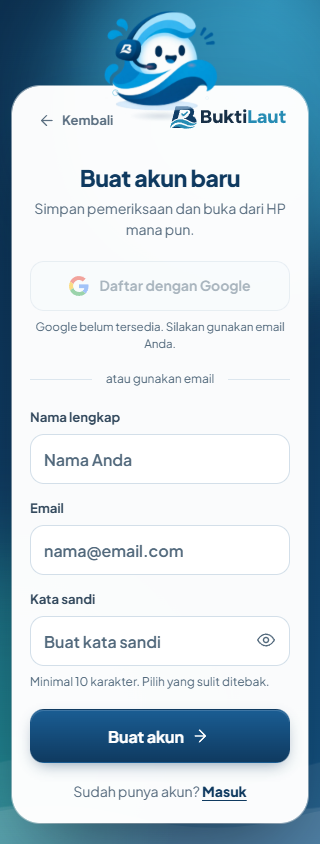 Kembali
BuktiLaut
Buat akun baru
Simpan pemeriksaan dan buka dari HP
mana pun.
Daftar dengan Google
Google belum tersedia. Silakan gunakan email
Anda.
atau gunakan email
Nama lengkap
Nama Anda
Email
nama@email.com
Kata sandi
Buat kata sandi
Minimal 10 karakter. Pilih yang sulit ditebak.
Buat akun
Sudah punya akun? Masuk